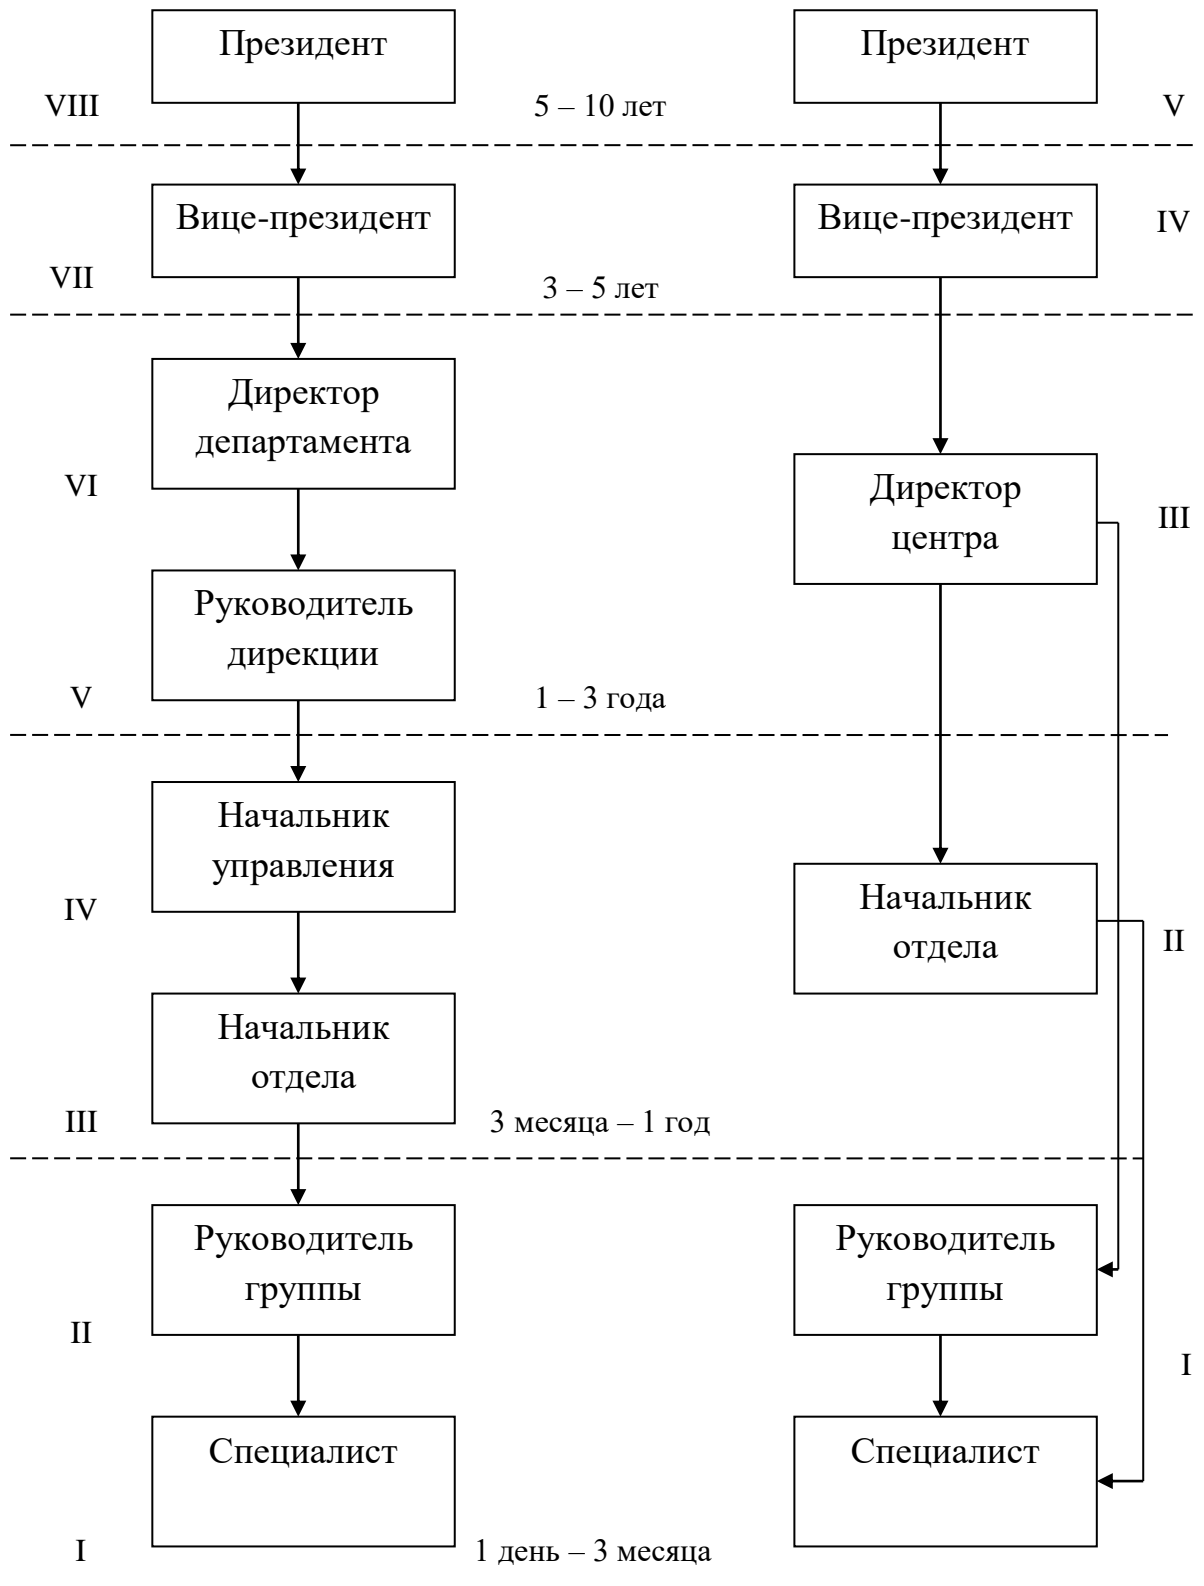 Президент
Президент
VIII
5 – 10 лет
V
Вице-президент
Вице-президент
IV
VII
3 – 5 лет
Директор
департамента
VI
Директор
центра
III
Руководитель
дирекции
V
1 – 3 года
Начальник
управления
IV
Начальник
отдела
II
Начальник
отдела
III
3 месяца – 1 год
Руководитель
группы
Руководитель
группы
II
I
Специалист
Специалист
I
1 день – 3 месяца